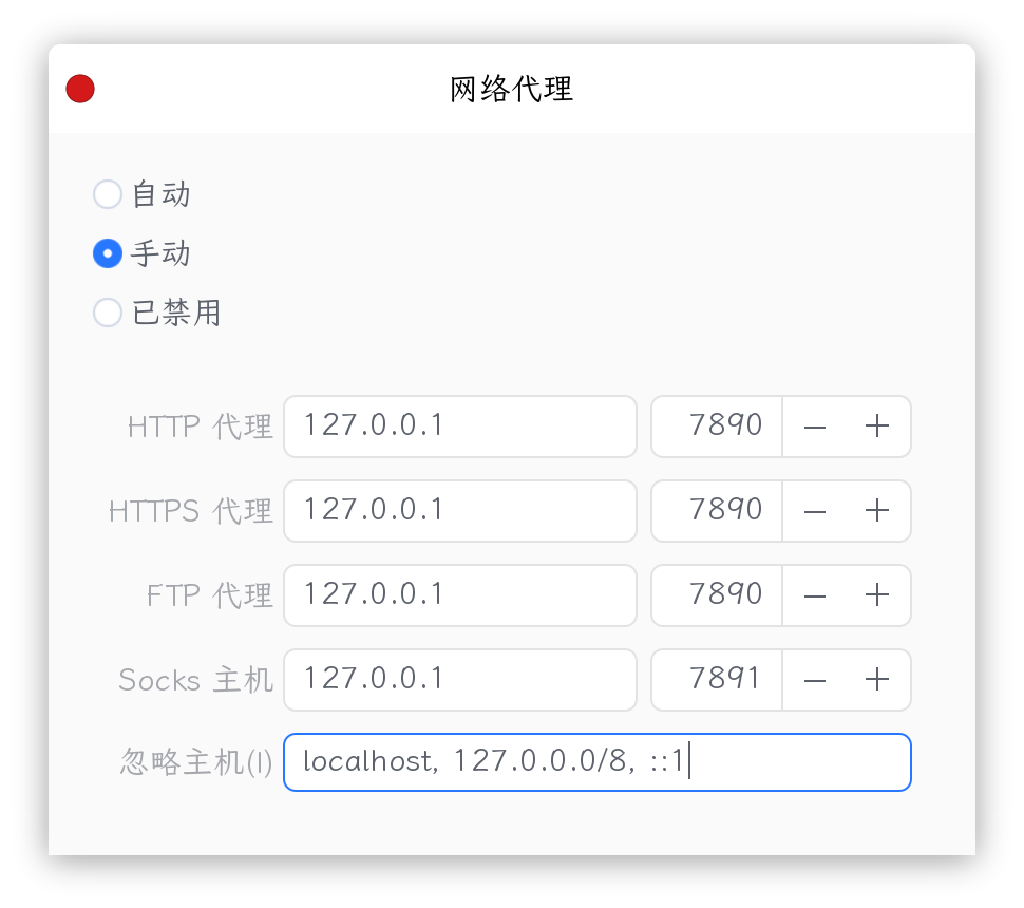 网络代理
自动
手动
已禁用
HTTP 代理 127.0.0.1 7890 — +
HTTPS 代理 127.0.0.1 7890 — +
FTP 代理 127.0.0.1 7890 — +
Socks 主机 127.0.0.1 7891 — +
忽略主机(I) localhost, 127.0.0.0/8, ::1